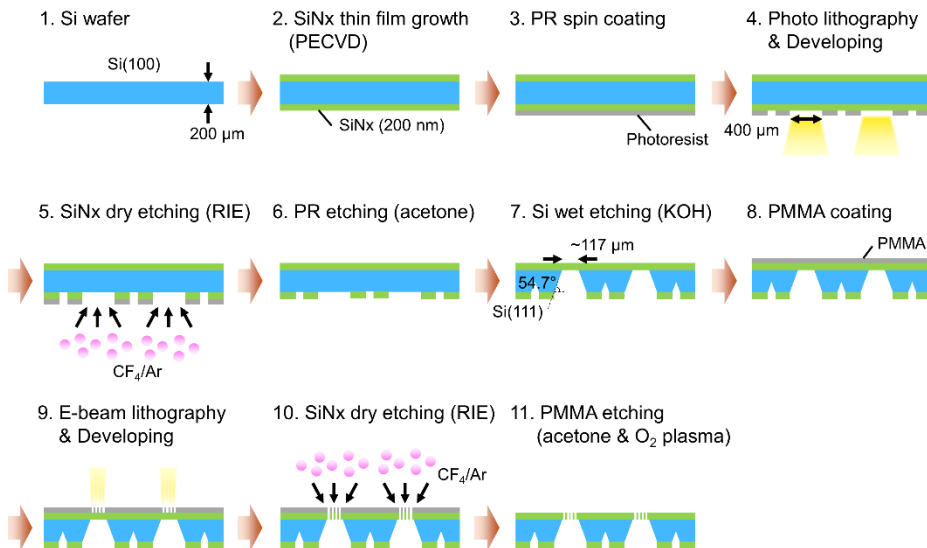 1. Si wafer
Si(100)
200 μm
2. SiNx thin film growth
(PECVD)
SiNx (200 nm)
3. PR spin coating
Photoresist
4. Photo lithography
& Developing
400 μm
5. SiNx dry etching (RIE)
CF₄/Ar
6. PR etching (acetone)
7. Si wet etching (KOH)
~117 μm
54.7°
Si(111)
8. PMMA coating
PMMA
9. E-beam lithography
& Developing
10. SiNx dry etching (RIE)
CF₄/Ar
11. PMMA etching
(acetone & O₂ plasma)